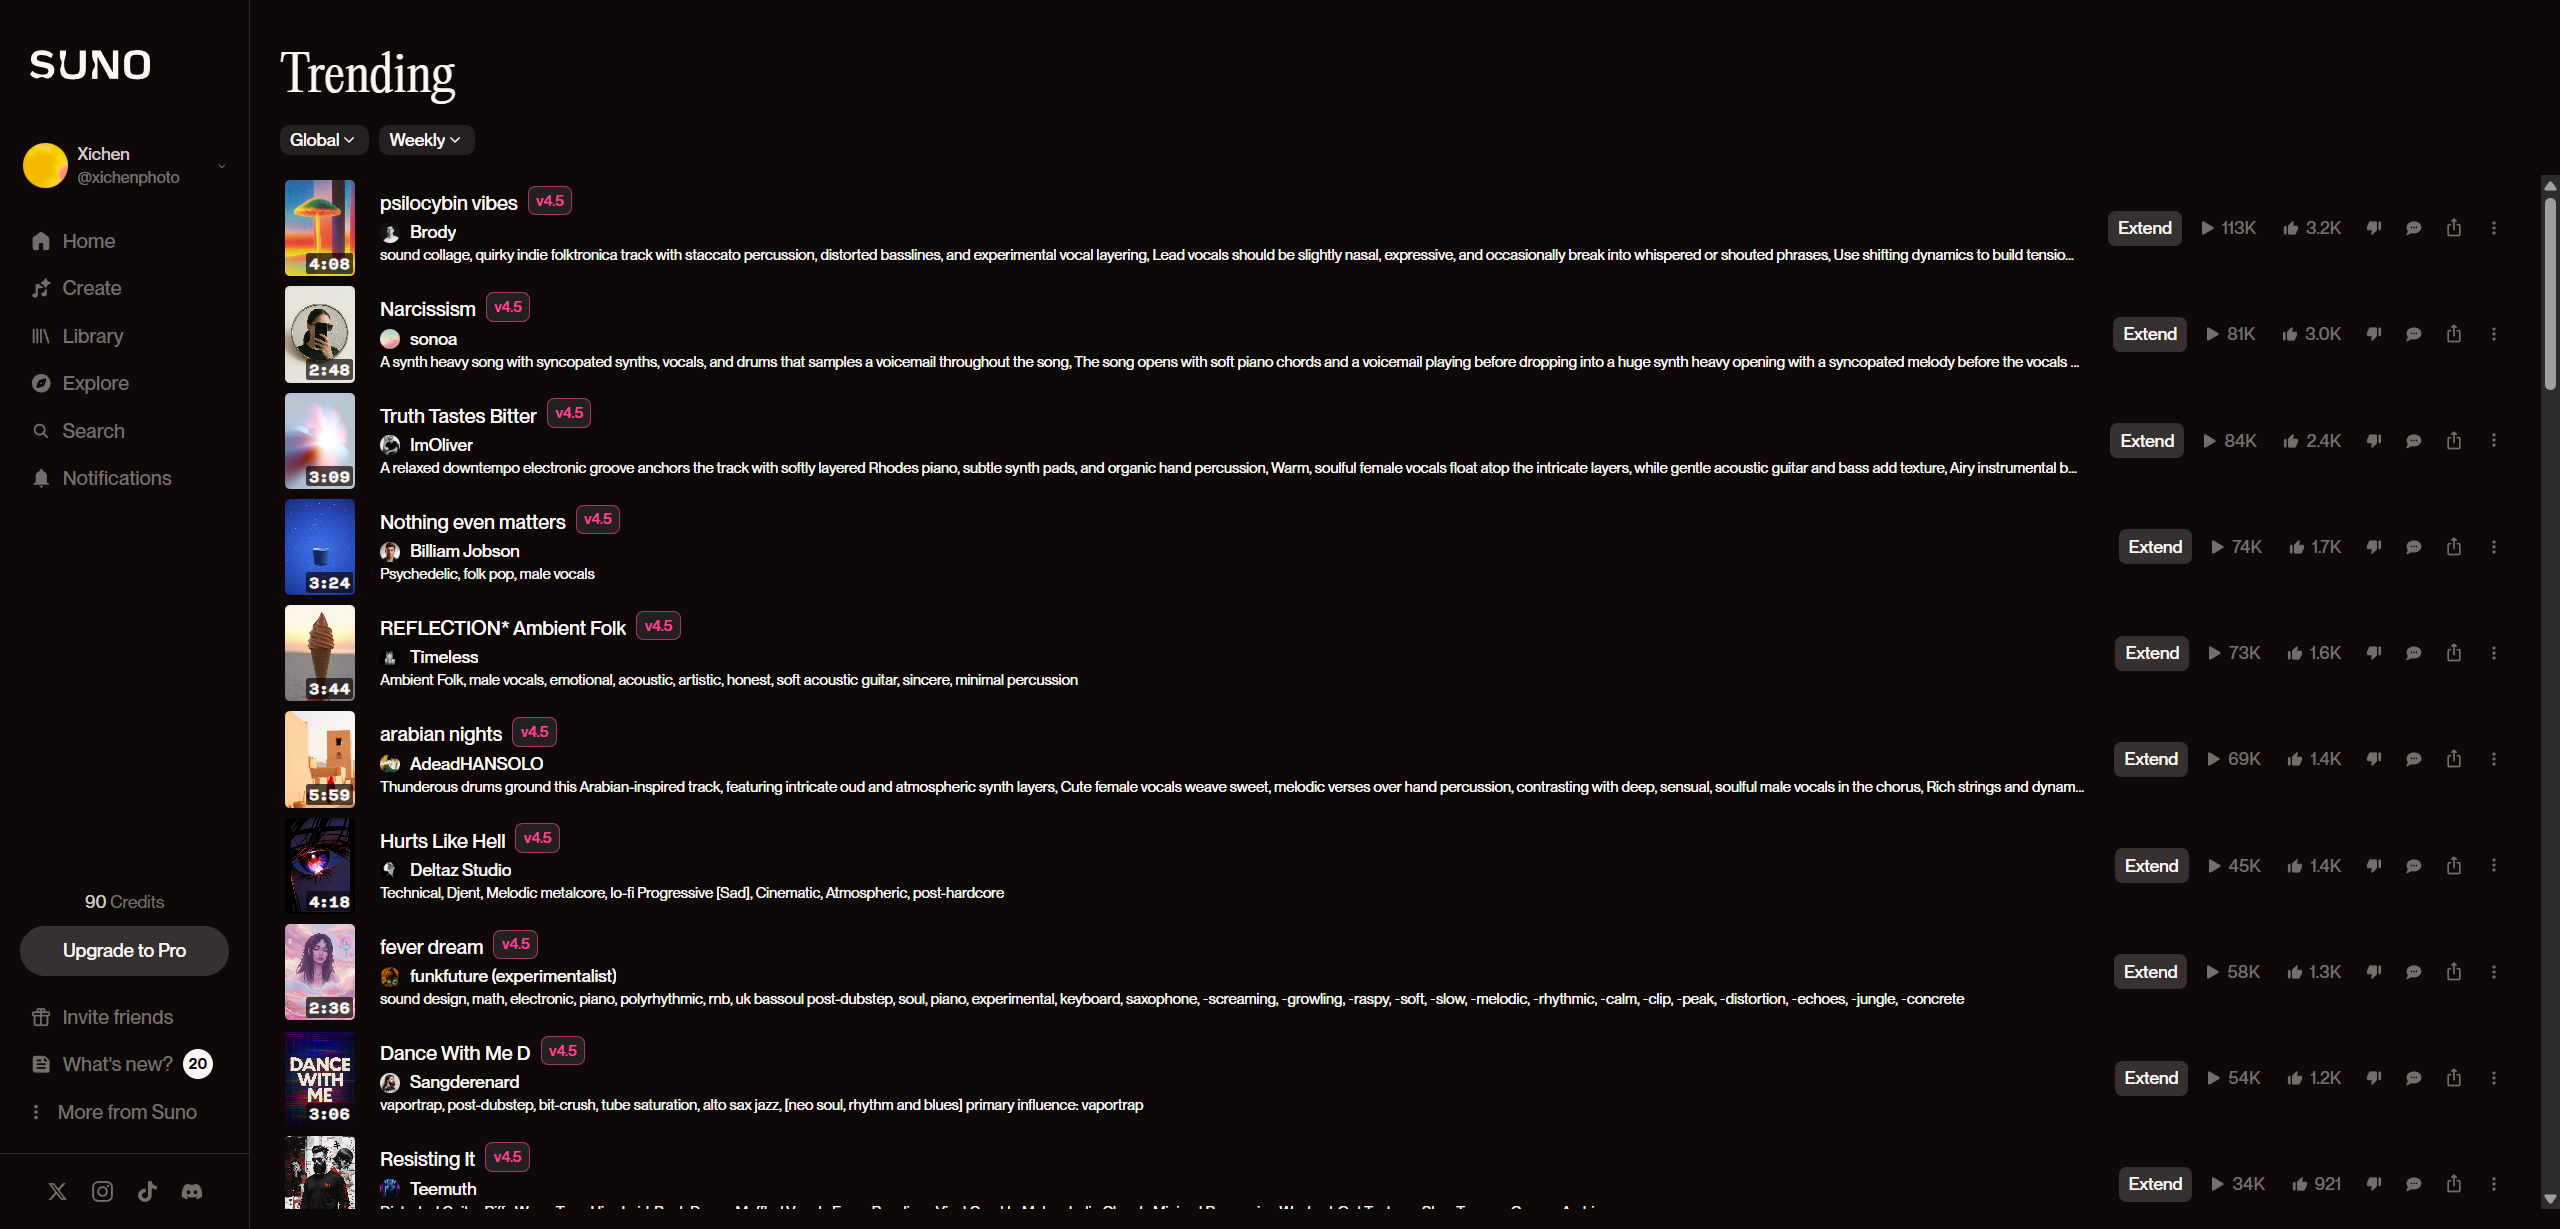 SUNO
Xichen
@xichenphoto
Home
Create
Library
Explore
Search
Notifications
90 Credits
Upgrade to Pro
Invite friends
What's new? 20
More from Suno
Trending
Global
Weekly
4:08
psilocybin vibes v4.5
Brody
sound collage, quirky indie folktronica track with staccato percussion, distorted basslines, and experimental vocal layering, Lead vocals should be slightly nasal, expressive, and occasionally break into whispered or shouted phrases, Use shifting dynamics to build tensio...
Extend 113K 3.2K
2:48
Narcissism v4.5
sonoa
A synth heavy song with syncopated synths, vocals, and drums that samples a voicemail throughout the song, The song opens with soft piano chords and a voicemail playing before dropping into a huge synth heavy opening with a syncopated melody before the vocals ...
Extend 81K 3.0K
3:09
Truth Tastes Bitter v4.5
ImOliver
A relaxed downtempo electronic groove anchors the track with softly layered Rhodes piano, subtle synth pads, and organic hand percussion, Warm, soulful female vocals float atop the intricate layers, while gentle acoustic guitar and bass add texture, Airy instrumental b...
Extend 84K 2.4K
3:24
Nothing even matters v4.5
Billiam Jobson
Psychedelic, folk pop, male vocals
Extend 74K 1.7K
3:44
REFLECTION* Ambient Folk v4.5
Timeless
Ambient Folk, male vocals, emotional, acoustic, artistic, honest, soft acoustic guitar, sincere, minimal percussion
Extend 73K 1.6K
5:59
arabian nights v4.5
AdeadHANSOLO
Thunderous drums ground this Arabian-inspired track, featuring intricate oud and atmospheric synth layers, Cute female vocals weave sweet, melodic verses over hand percussion, contrasting with deep, sensual, soulful male vocals in the chorus, Rich strings and dynam...
Extend 69K 1.4K
4:18
Hurts Like Hell v4.5
Deltaz Studio
Technical, Djent, Melodic metalcore, lo-fi Progressive [Sad], Cinematic, Atmospheric, post-hardcore
Extend 45K 1.4K
2:36
fever dream v4.5
funkfuture (experimentalist)
sound design, math, electronic, piano, polyrhythmic, rnb, uk bassoul post-dubstep, soul, piano, experimental, keyboard, saxophone, -screaming, -growling, -raspy, -soft, -slow, -melodic, -rhythmic, -calm, -clip, -peak, -distortion, -echoes, -jungle, -concrete
Extend 58K 1.3K
DANCE
WITH
ME
3:06
Dance With Me D v4.5
Sangderenard
vaportrap, post-dubstep, bit-crush, tube saturation, alto sax jazz, [neo soul, rhythm and blues] primary influence: vaportrap
Extend 54K 1.2K
Resisting It v4.5
Teemuth
Extend 34K 921